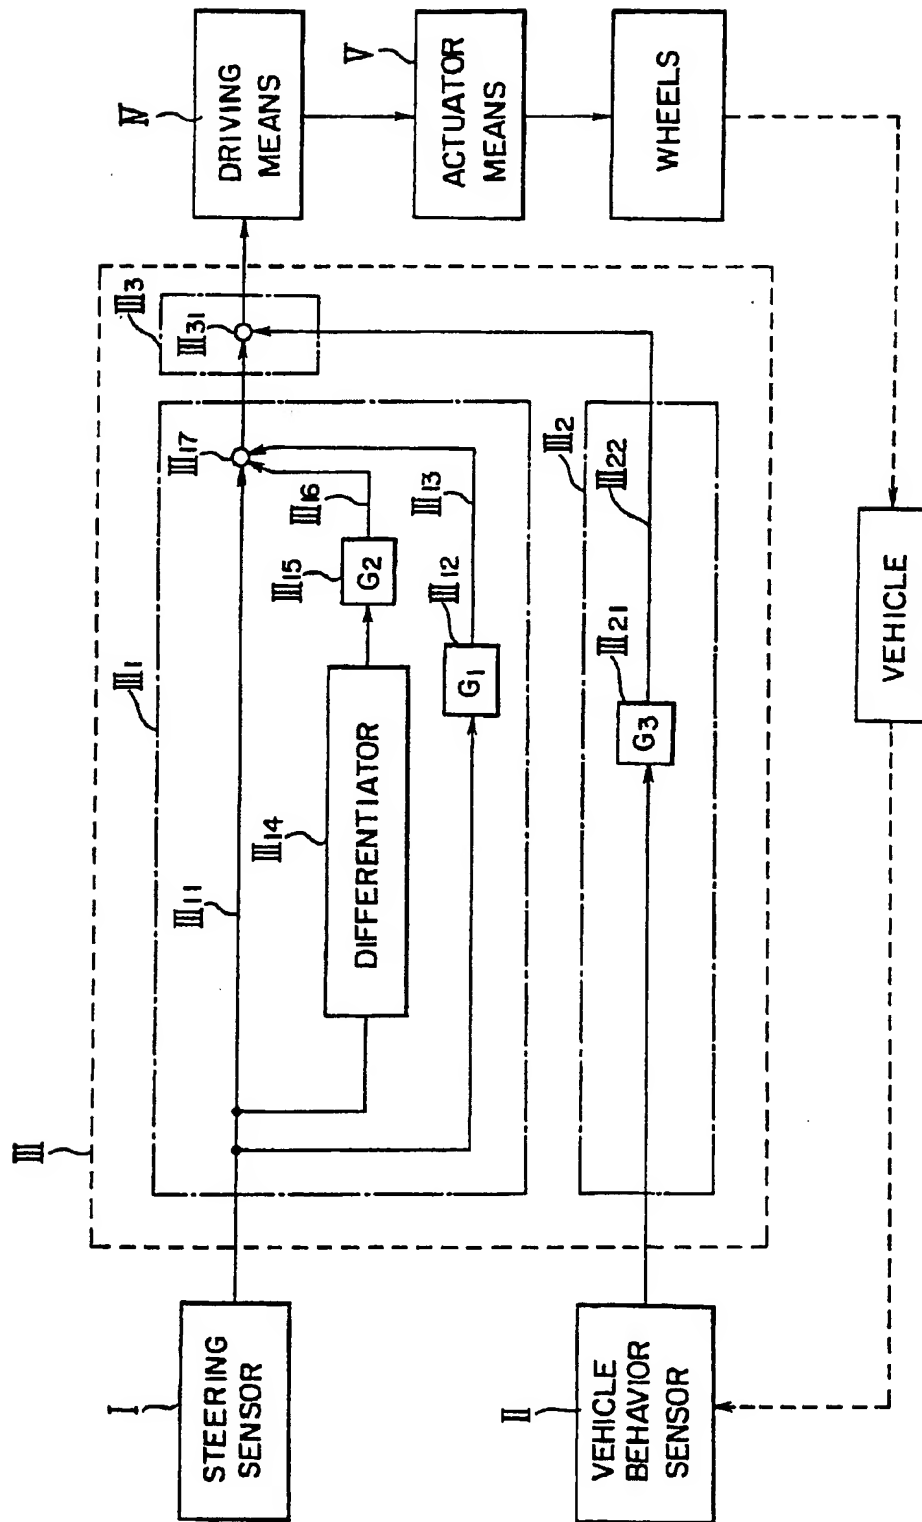 I
STEERING
SENSOR
II
VEHICLE
BEHAVIOR
SENSOR
III
III1
III11
III14
DIFFERENTIATOR
III15
G2
III16
III17
III12
G1
III13
III2
III21
G3
III22
III3
III31
IV
DRIVING
MEANS
V
ACTUATOR
MEANS
WHEELS
VEHICLE